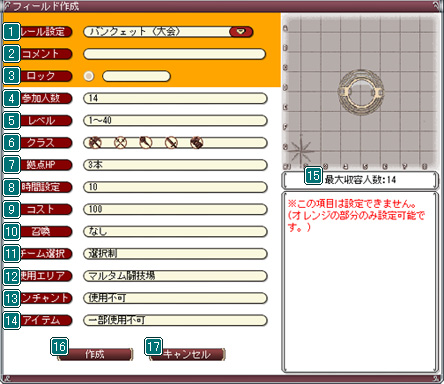 フィールド作成
1 ルール設定 バンクェット（大会）
2 コメント
3 ロック
4 参加人数 14
5 レベル 1～40
6 クラス
7 拠点HP 3本
8 時間設定 10
9 コスト 100
10 召喚 なし
11 チーム選択 選択制
12 使用エリア マルタム闘技場
13 ンチャント 使用不可
14 アイテム 一部使用不可
15 最大収容人数:14
※この項目は設定できません。
(オレンジの部分のみ設定可能で
す。)
16 作成
17 キャンセル